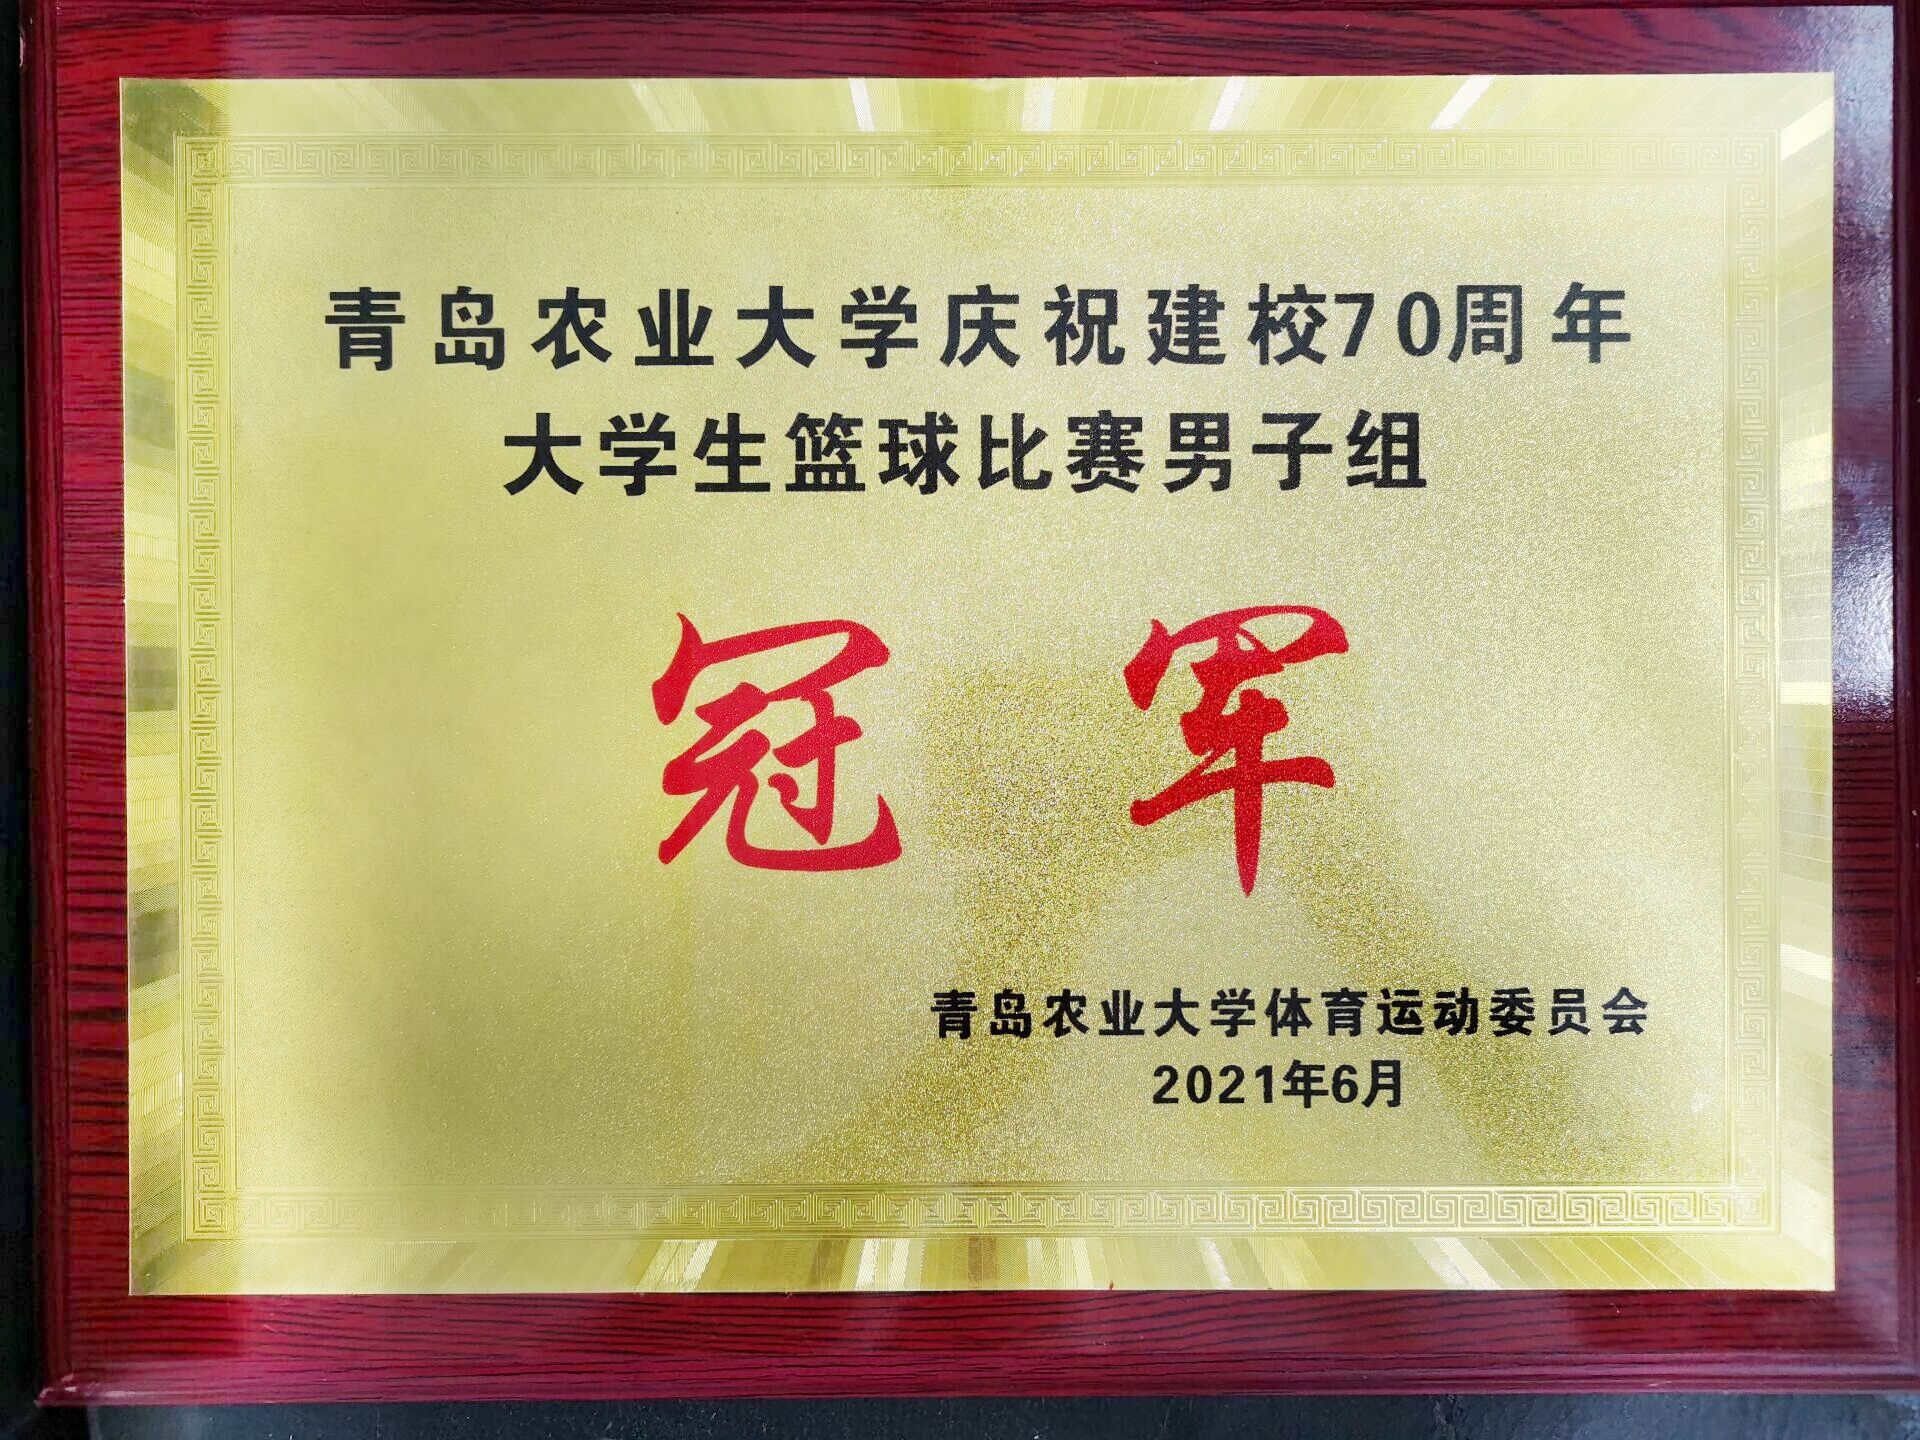 青岛农业大学庆祝建校70周年
大学生篮球比赛男子组
冠军
青岛农业大学体育运动委员会
2021年6月